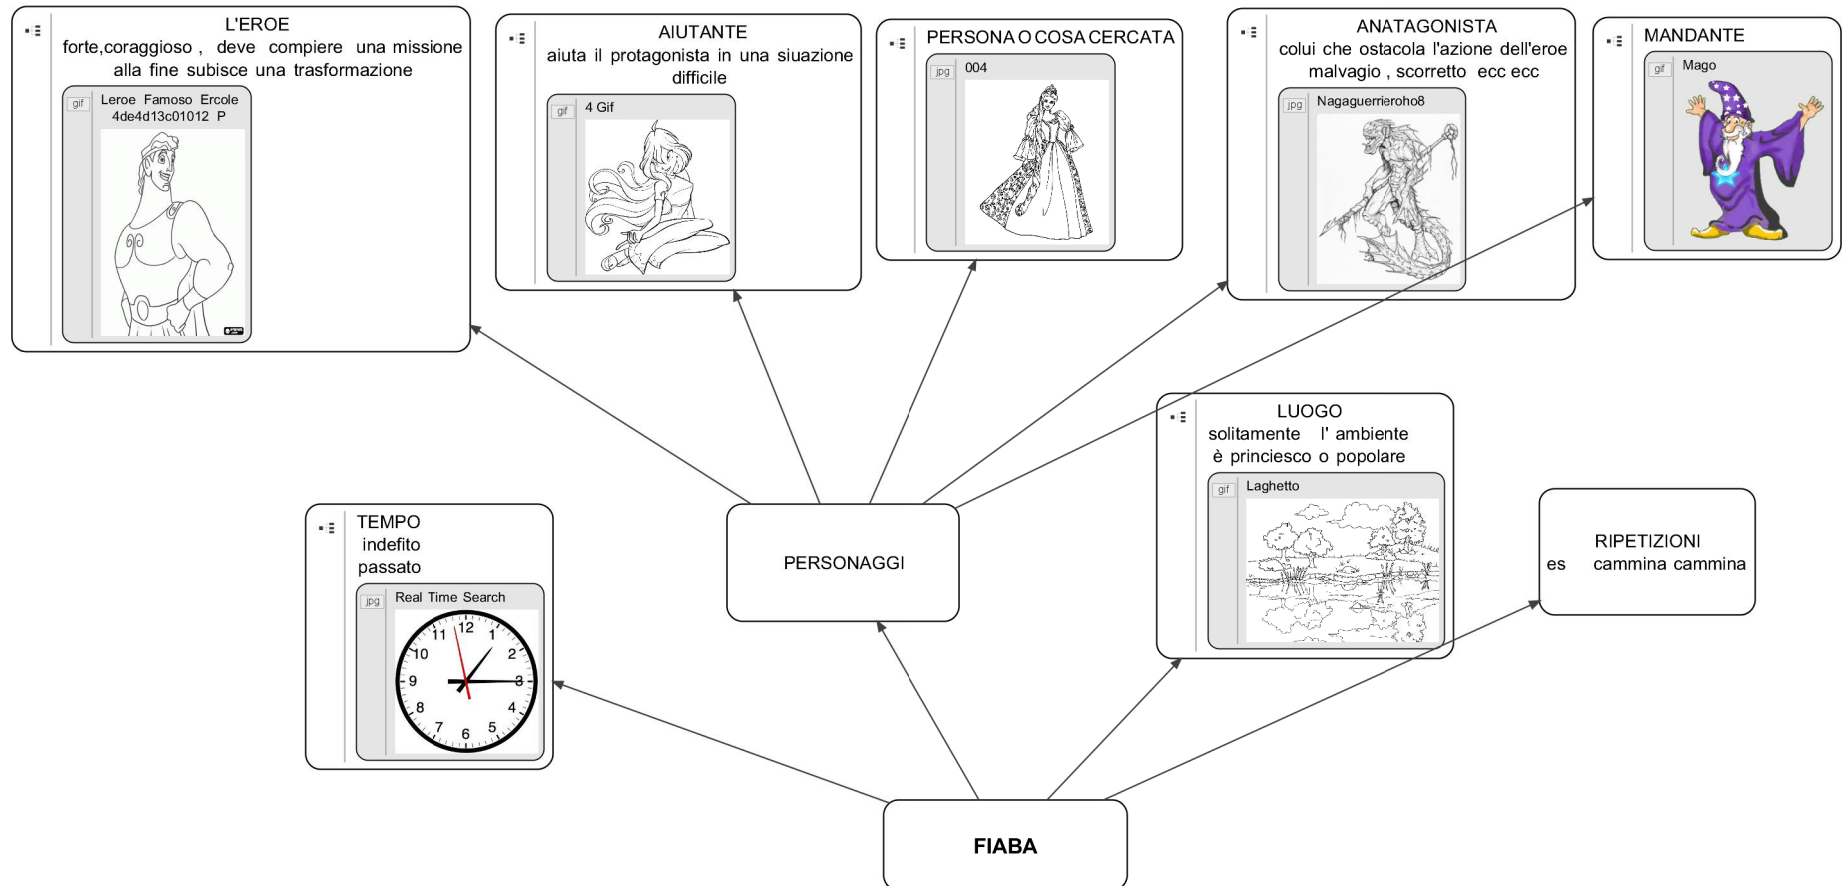 L'EROE
forte,coraggioso , deve compiere una missione
alla fine subisce una trasformazione
gif
Leroe Famoso Ercole
4de4d13c01012 P
AIUTANTE
aiuta il protagonista in una siuazione
difficile
gif
4 Gif
PERSONA O COSA CERCATA
jpg
004
ANATAGONISTA
colui che ostacola l'azione dell'eroe
malvagio , scorretto ecc ecc
jpg
Nagaguerrieroho8
MANDANTE
gif
Mago
LUOGO
solitamente l' ambiente
è princiesco o popolare
gif
Laghetto
TEMPO
indefito
passato
jpg
Real Time Search
12
1
2
3
4
5
6
7
8
9
10
11
PERSONAGGI
RIPETIZIONI
es cammina cammina
FIABA